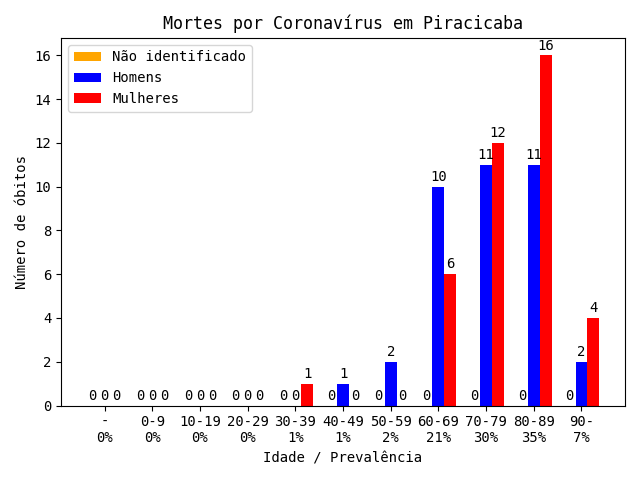 Mortes por Coronavírus em Piracicaba
Não identificado
Homens
Mulheres
Número de óbitos
16
14
12
10
8
6
4
2
0
0 0 0
0 0 0
0 0 0
0 0 0
0 0 1
0 1 0
0 2 0
0 10 6
0 11 12
0 11 16
0 2 4
- 0-9 10-19 20-29 30-39 40-49 50-59 60-69 70-79 80-89 90-
0% 0% 0% 0% 1% 1% 2% 21% 30% 35% 7%
Idade / Prevalência